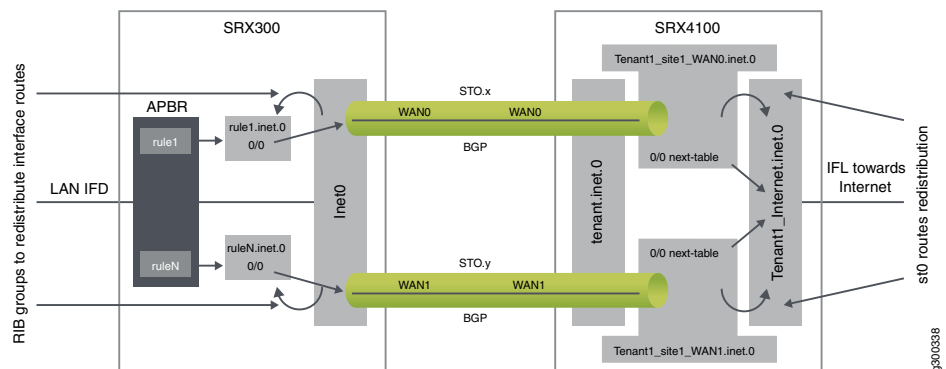 SRX300
SRX4100
Tenant1_site1_WAN0.inet.0
STO.x
WAN0
WAN0
BGP
APBR
rule1
rule1.inet.0
0/0
0/0 next-table
RIB groups to redistribute interface routes
LAN IFD
Inet0
tenant.inet.0
Tenant1_Internet.inet.0
IFL towards
Internet
st0 routes redistribution
ruleN
ruleN.inet.0
0/0
0/0 next-table
STO.y
WAN1
WAN1
BGP
Tenant1_site1_WAN1.inet.0
g300338